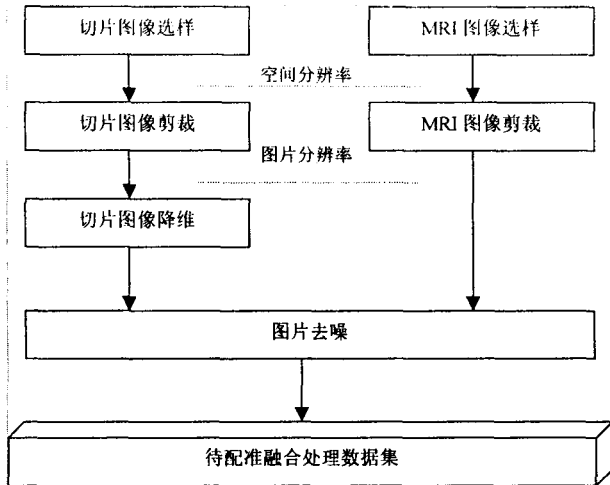 切片图像选样
MRI 图像选样
空间分辨率
切片图像剪裁
MRI 图像剪裁
图片分辨率
切片图像降维
图片去噪
待配准融合处理数据集